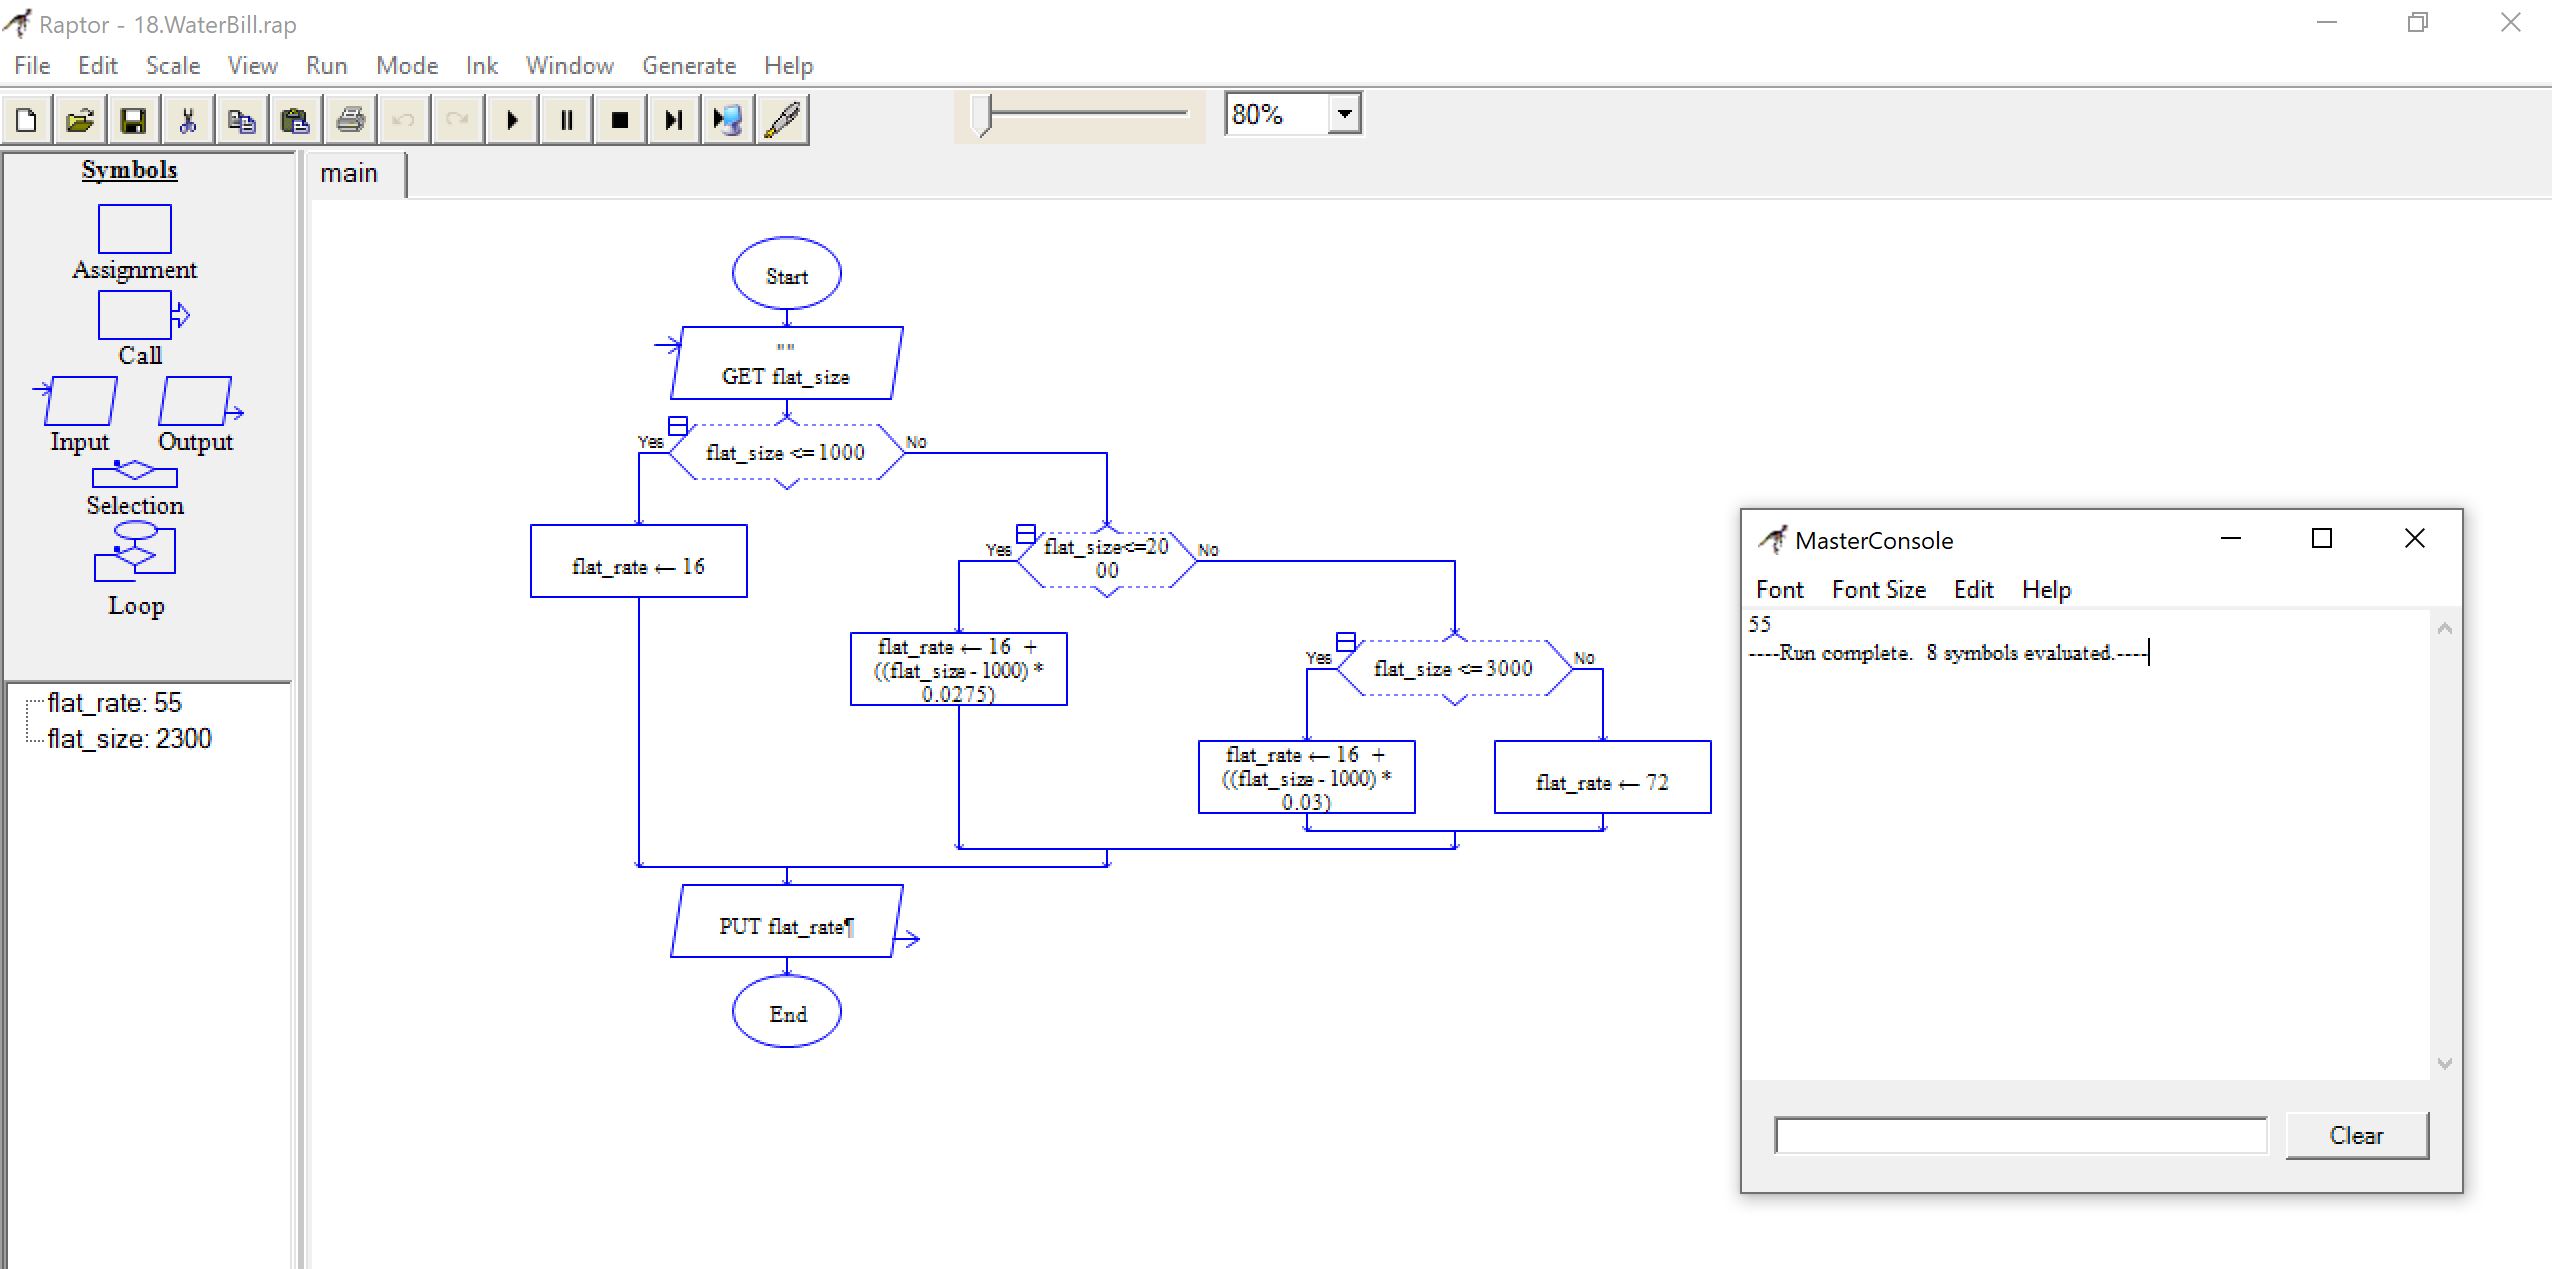 Raptor - 18.WaterBill.rap
File Edit Scale View Run Mode Ink Window Generate Help
80%
Symbols
Assignment
Call
Input Output
Selection
Loop
flat_rate: 55
flat_size: 2300
main
Start
""
GET flat_size
Yes
flat_size <= 1000
No
flat_rate ← 16
Yes
flat_size<=20
00
No
flat_rate ← 16 +
((flat_size - 1000) *
0.0275)
Yes
flat_size <= 3000
No
flat_rate ← 16 +
((flat_size - 1000) *
0.03)
flat_rate ← 72
PUT flat_rate¶
End
MasterConsole
Font Font Size Edit Help
55
----Run complete. 8 symbols evaluated.----
Clear